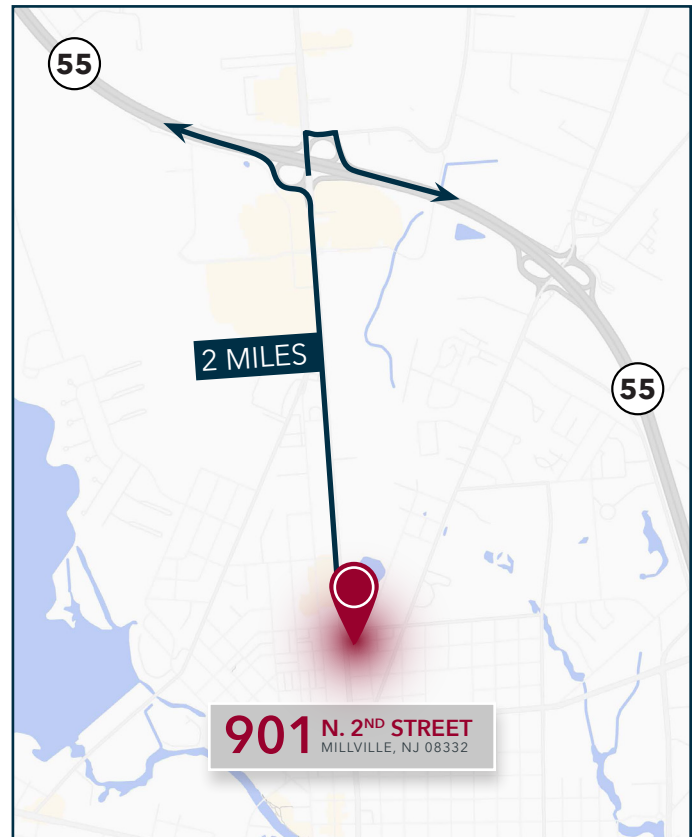 55
2 MILES
55
901 N. 2ND STREET
MILLVILLE, NJ 08332